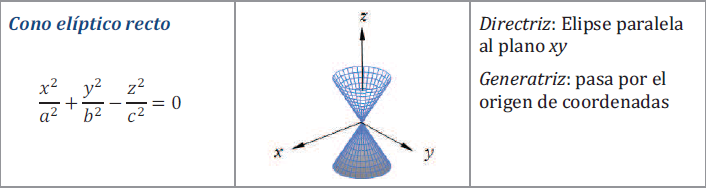 Cono elíptico recto
x²/a² + y²/b² − z²/c² = 0
z
x
y
Directriz: Elipse paralela
al plano xy
Generatriz: pasa por el
origen de coordenadas